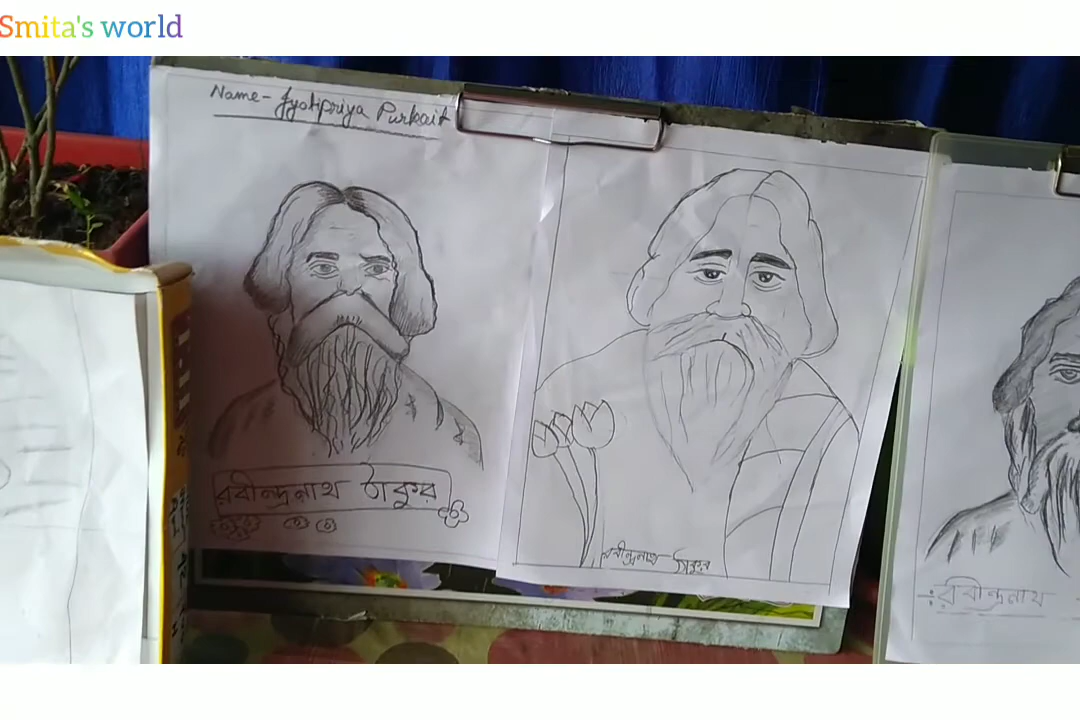 Smita's world
Name- Jyotipriya Purkait
রবীন্দ্রনাথ ঠাকুর
রবীন্দ্রনাথ ঠাকুর
রবীন্দ্রনাথ